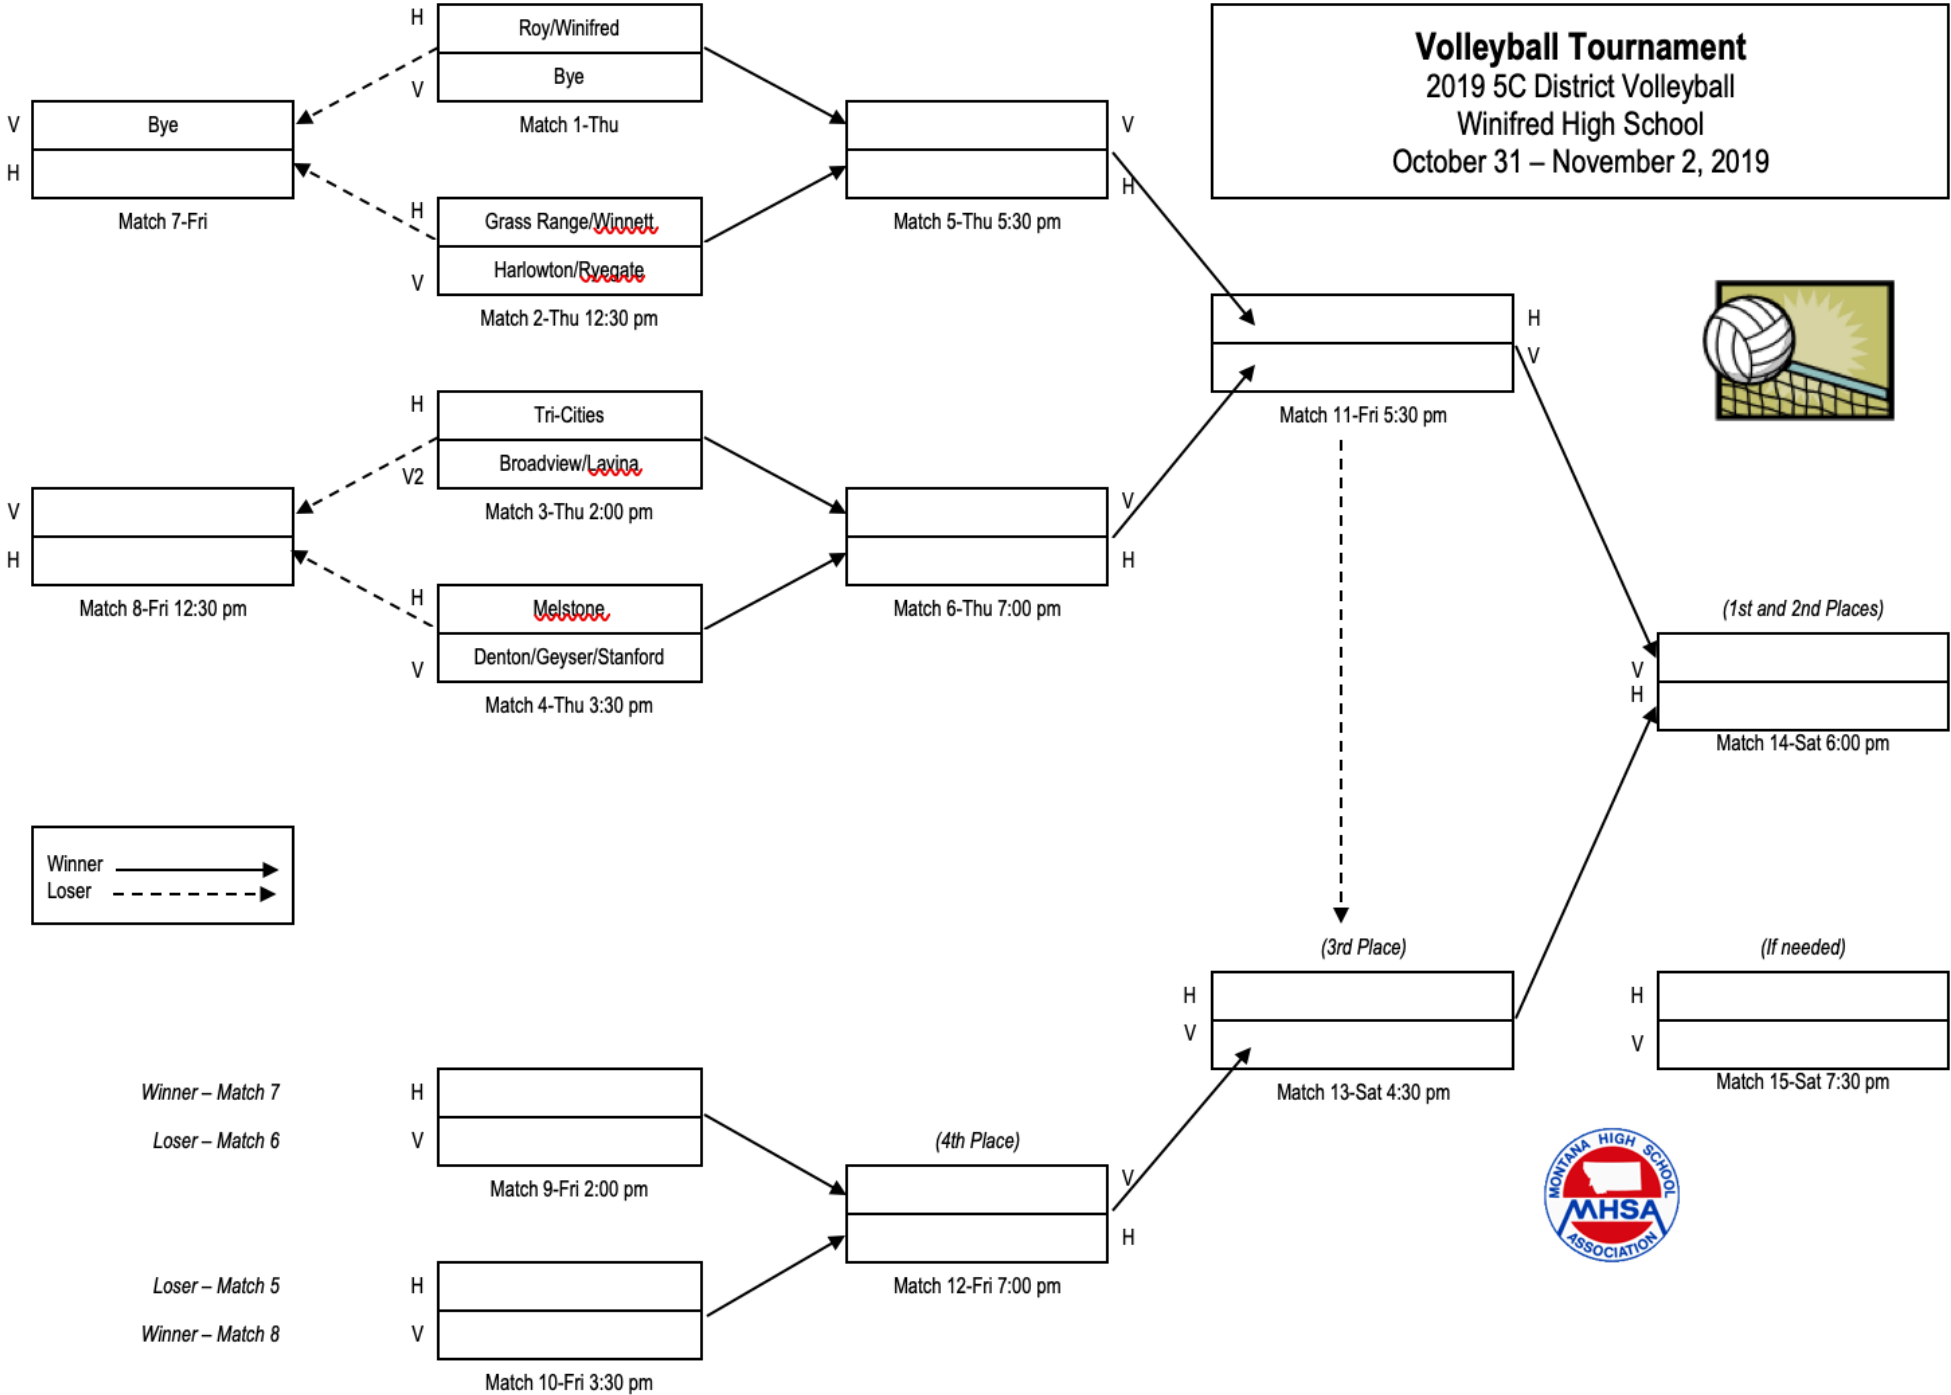 H
Roy/Winifred
V
Bye
Match 1-Thu
V
Bye
H
Match 7-Fri
H
Grass Range/Winnett
V
Harlowton/Ryegate
Match 2-Thu 12:30 pm
V
H
Match 5-Thu 5:30 pm
Volleyball Tournament
2019 5C District Volleyball
Winifred High School
October 31 – November 2, 2019
H
V
Match 11-Fri 5:30 pm
H
Tri-Cities
V2
Broadview/Lavina
Match 3-Thu 2:00 pm
V
H
Match 8-Fri 12:30 pm
H
Melstone
V
Denton/Geyser/Stanford
Match 4-Thu 3:30 pm
V
H
Match 6-Thu 7:00 pm
(1st and 2nd Places)
V
H
Match 14-Sat 6:00 pm
Winner
Loser
(3rd Place)
H
V
Match 13-Sat 4:30 pm
(If needed)
H
V
Match 15-Sat 7:30 pm
Winner – Match 7 H
Loser – Match 6 V
Match 9-Fri 2:00 pm
(4th Place)
V
H
Match 12-Fri 7:00 pm
Loser – Match 5 H
Winner – Match 8 V
Match 10-Fri 3:30 pm
MONTANA HIGH SCHOOL
MHSA
ASSOCIATION